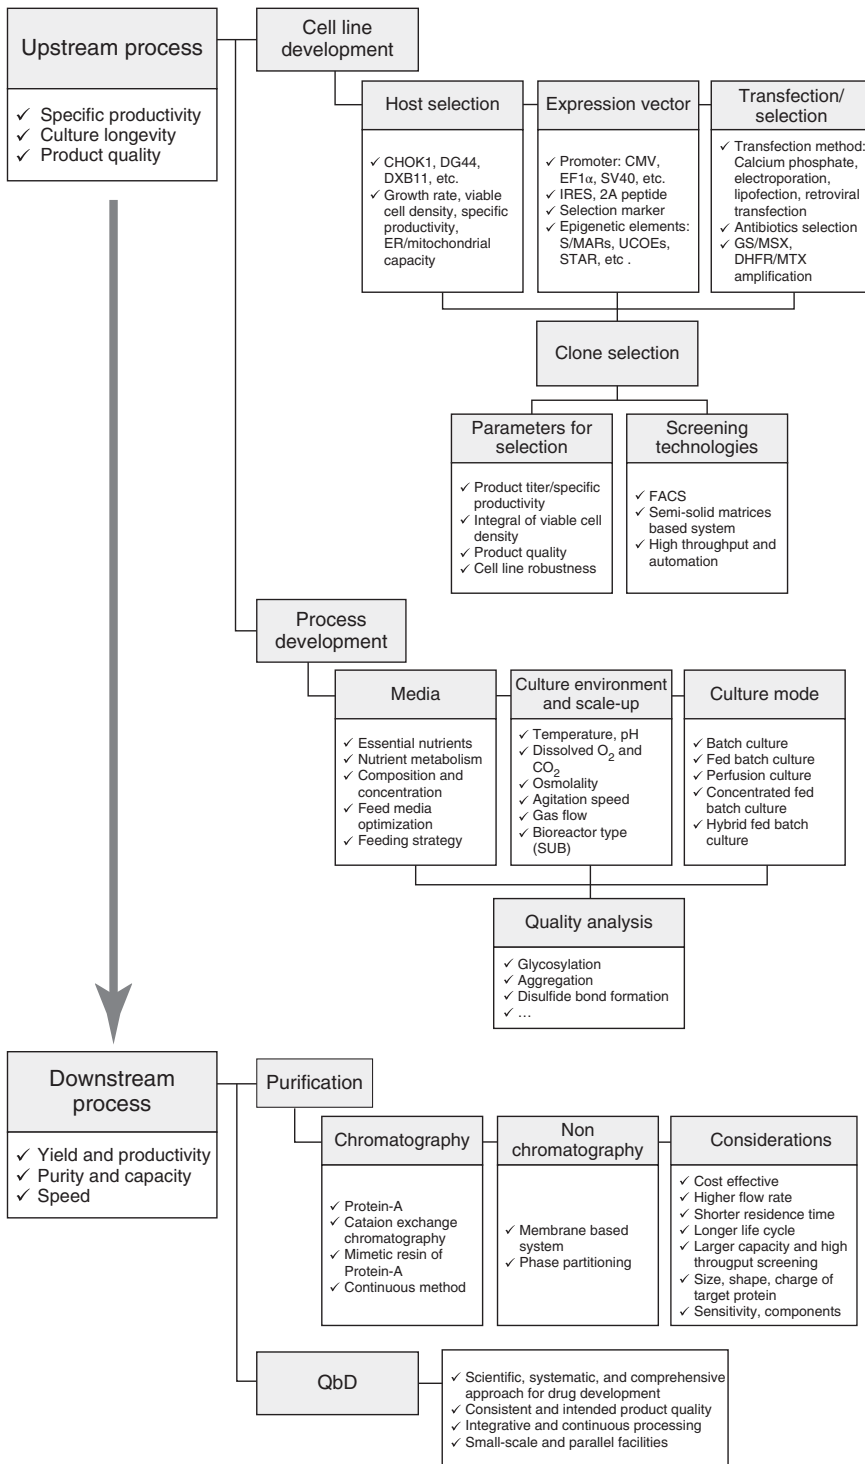 Upstream process
✓ Specific productivity
✓ Culture longevity
✓ Product quality
Cell line
development
Host selection
✓ CHOK1, DG44,
DXB11, etc.
✓ Growth rate, viable
cell density, specific
productivity,
ER/mitochondrial
capacity
Expression vector
✓ Promoter: CMV,
EF1α, SV40, etc.
✓ IRES, 2A peptide
✓ Selection marker
✓ Epigenetic elements:
S/MARs, UCOEs,
STAR, etc .
Transfection/
selection
✓ Transfection method:
Calcium phosphate,
electroporation,
lipofection, retroviral
transfection
✓ Antibiotics selection
✓ GS/MSX,
DHFR/MTX
amplification
Clone selection
Parameters for
selection
✓ Product titer/specific
productivity
✓ Integral of viable cell
density
✓ Product quality
✓ Cell line robustness
Screening
technologies
✓ FACS
✓ Semi-solid matrices
based system
✓ High throughput and
automation
Process
development
Media
✓ Essential nutrients
✓ Nutrient metabolism
✓ Composition and
concentration
✓ Feed media
optimization
✓ Feeding strategy
Culture environment
and scale-up
✓ Temperature, pH
✓ Dissolved O2 and
CO2
✓ Osmolality
✓ Agitation speed
✓ Gas flow
✓ Bioreactor type
(SUB)
Culture mode
✓ Batch culture
✓ Fed batch culture
✓ Perfusion culture
✓ Concentrated fed
batch culture
✓ Hybrid fed batch
culture
Quality analysis
✓ Glycosylation
✓ Aggregation
✓ Disulfide bond formation
✓ …
Downstream
process
✓ Yield and productivity
✓ Purity and capacity
✓ Speed
Purification
Chromatography
✓ Protein-A
✓ Cataion exchange
chromatography
✓ Mimetic resin of
Protein-A
✓ Continuous method
Non
chromatography
✓ Membrane based
system
✓ Phase partitioning
Considerations
✓ Cost effective
✓ Higher flow rate
✓ Shorter residence time
✓ Longer life cycle
✓ Larger capacity and high
througput screening
✓ Size, shape, charge of
target protein
✓ Sensitivity, components
QbD
✓ Scientific, systematic, and comprehensive
approach for drug development
✓ Consistent and intended product quality
✓ Integrative and continuous processing
✓ Small-scale and parallel facilities